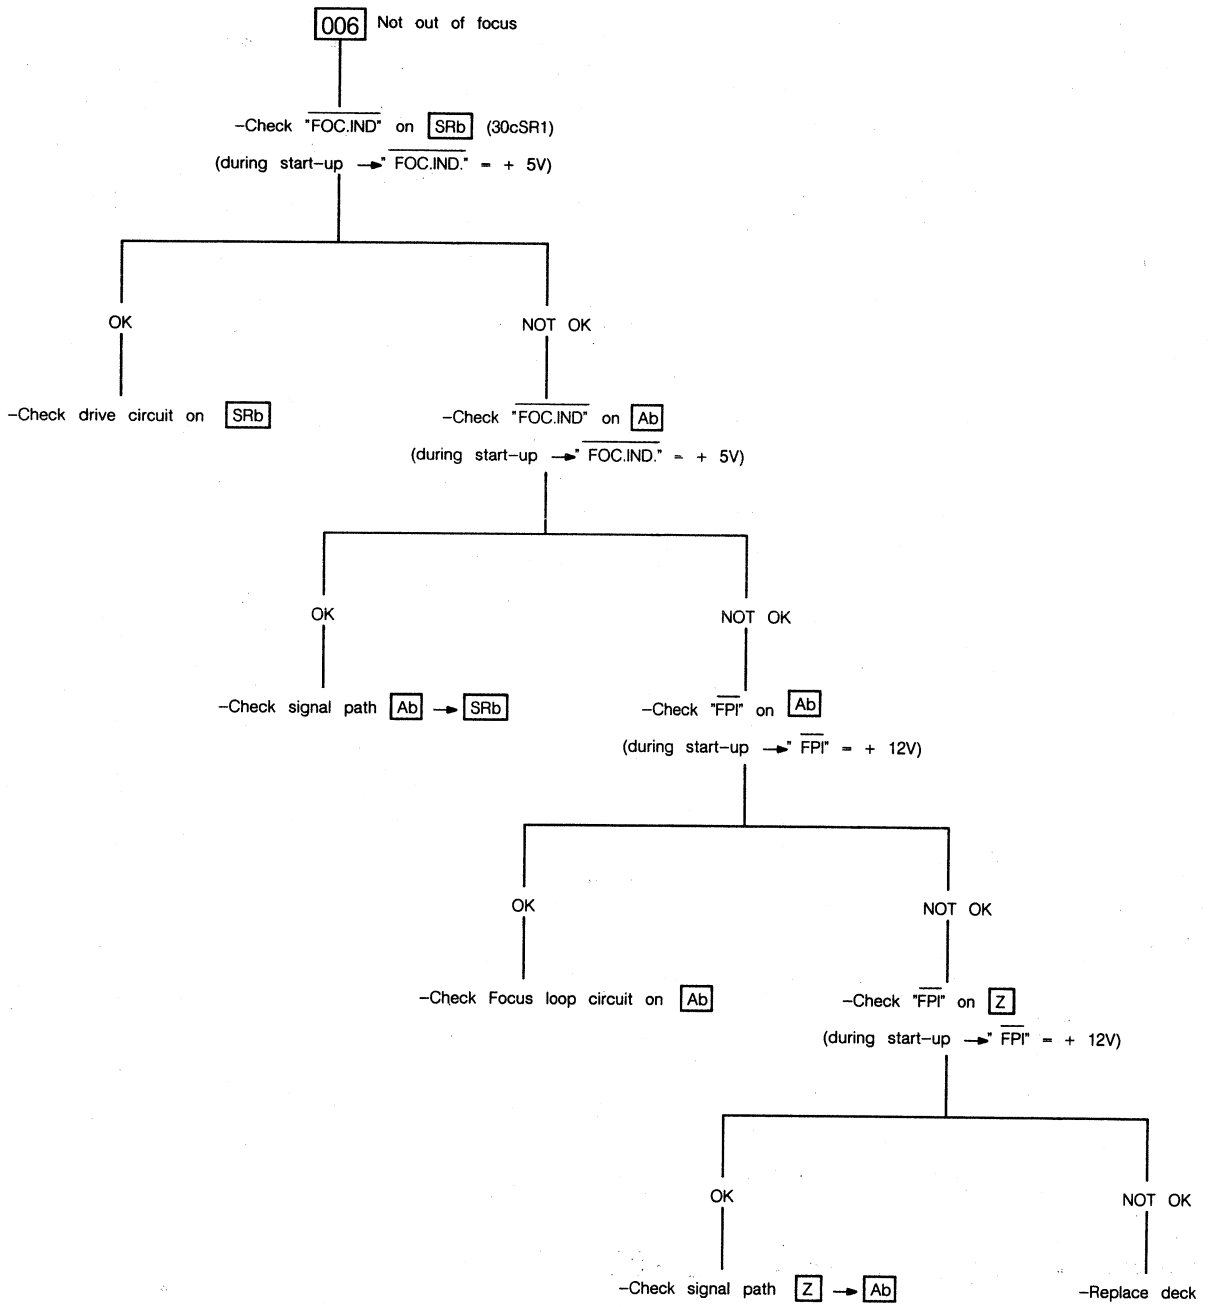 006 Not out of focus
–Check "FOC.IND" on SRb (30cSR1)
(during start–up → "FOC.IND." = + 5V)
OK
NOT OK
–Check drive circuit on SRb
–Check "FOC.IND" on Ab
(during start–up → "FOC.IND." = + 5V)
OK
NOT OK
–Check signal path Ab → SRb
–Check "FPI" on Ab
(during start–up → "FPI" = + 12V)
OK
NOT OK
–Check Focus loop circuit on Ab
–Check "FPI" on Z
(during start–up → "FPI" = + 12V)
OK
NOT OK
–Check signal path Z → Ab
–Replace deck